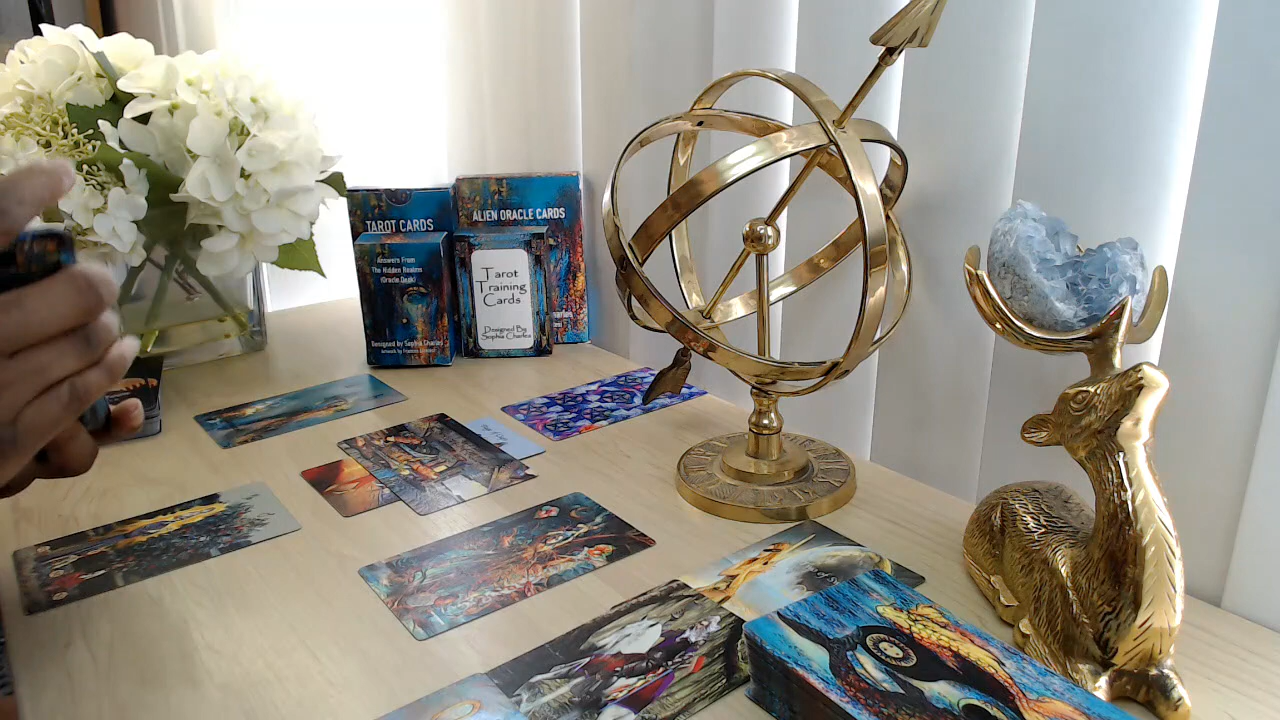 TAROT CARDS
Answers From
The Hidden Realms
(Oracle Deck)
Designed by Sophia Charles
ALIEN ORACLE CARDS
Tarot
Training
Cards
Designed By
Sophia Charles